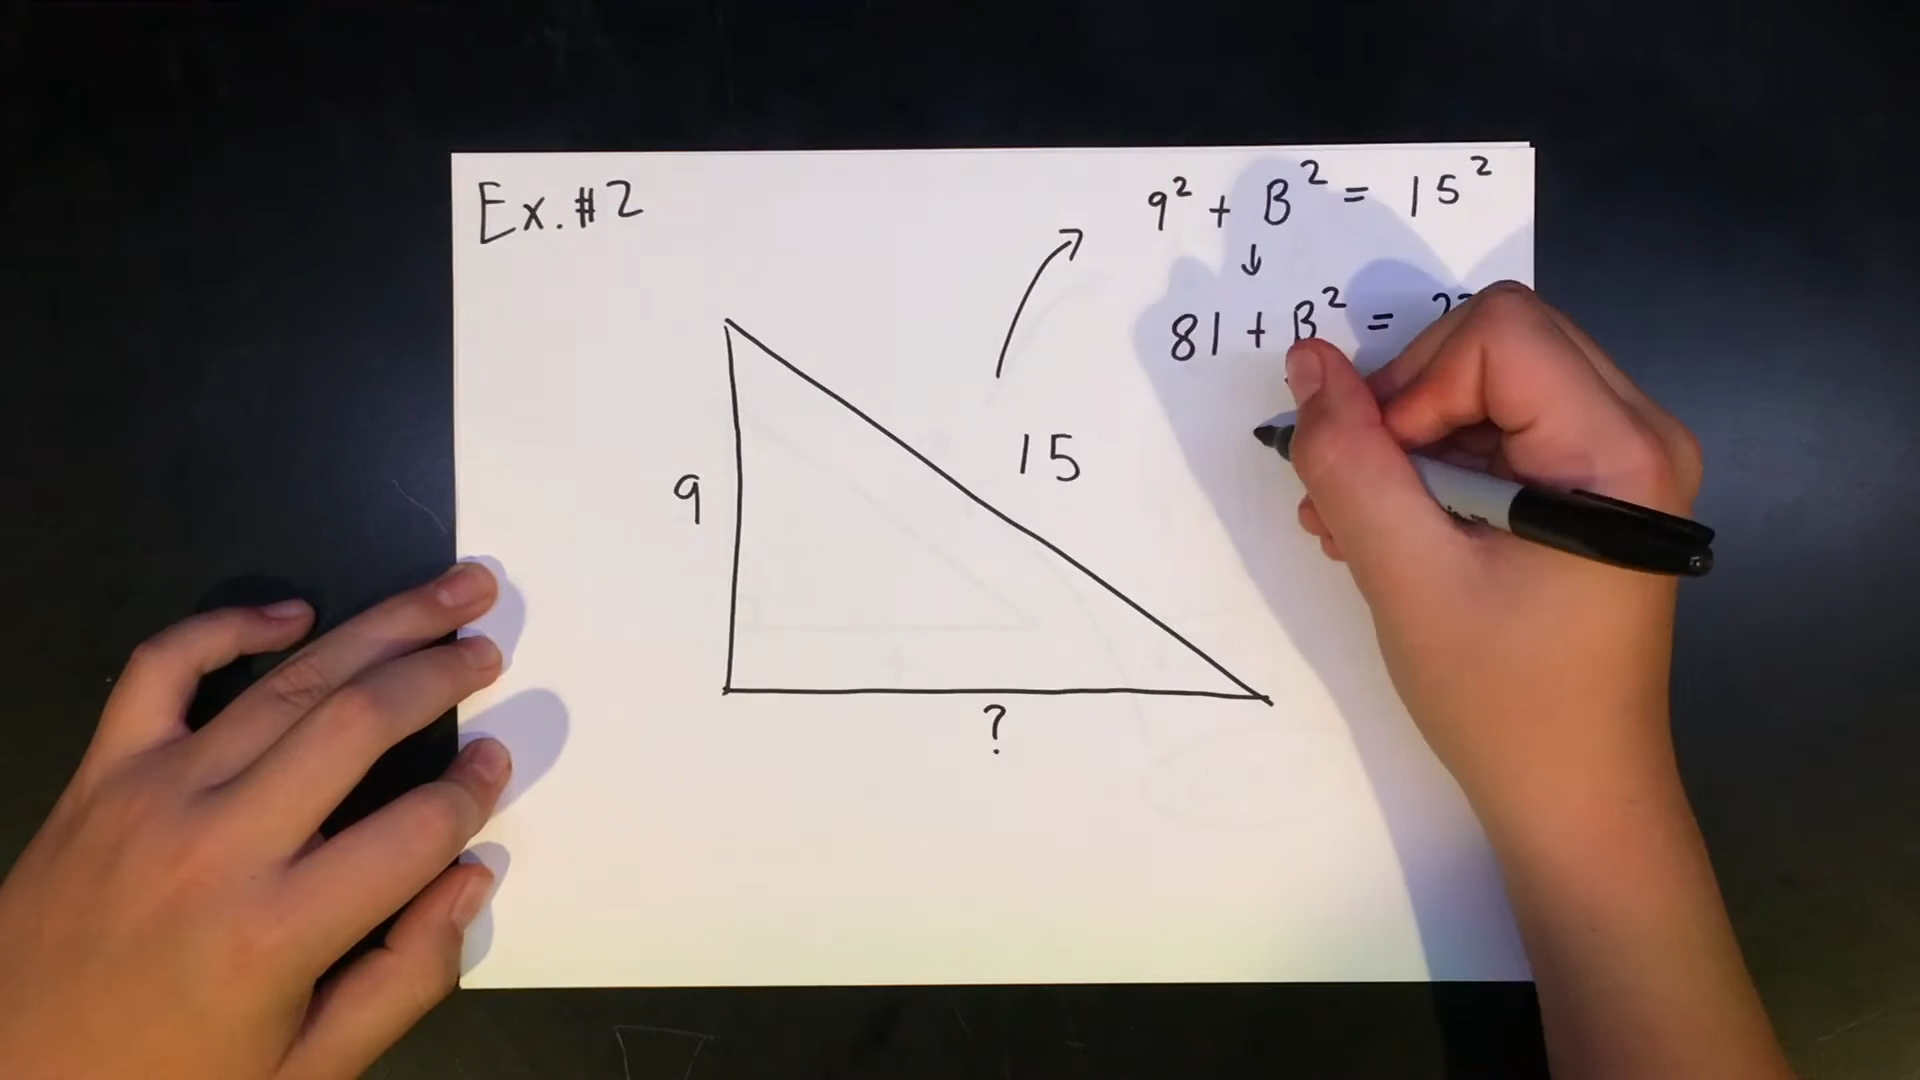 Ex. #2
9² + B² = 15²
↓
81 + B² =
15
9
?